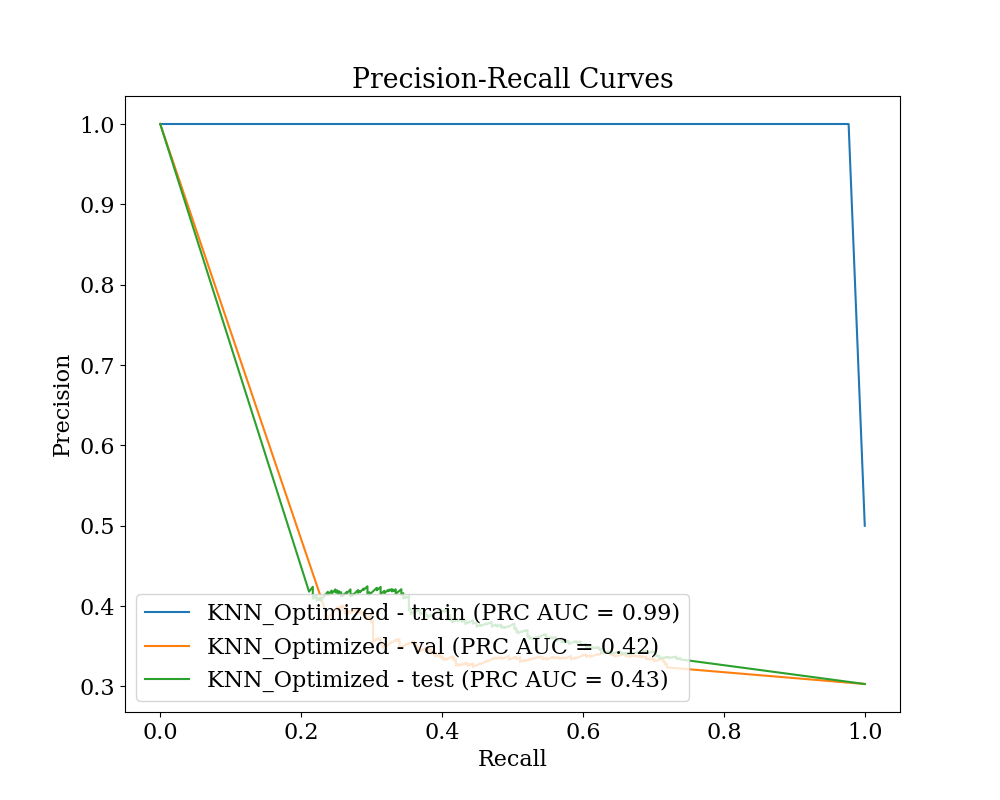 Precision-Recall Curves
1.0
0.9
0.8
0.7
0.6
0.5
0.4
0.3
Precision
KNN_Optimized - train (PRC AUC = 0.99)
KNN_Optimized - val (PRC AUC = 0.42)
KNN_Optimized - test (PRC AUC = 0.43)
0.0 0.2 0.4 0.6 0.8 1.0
Recall